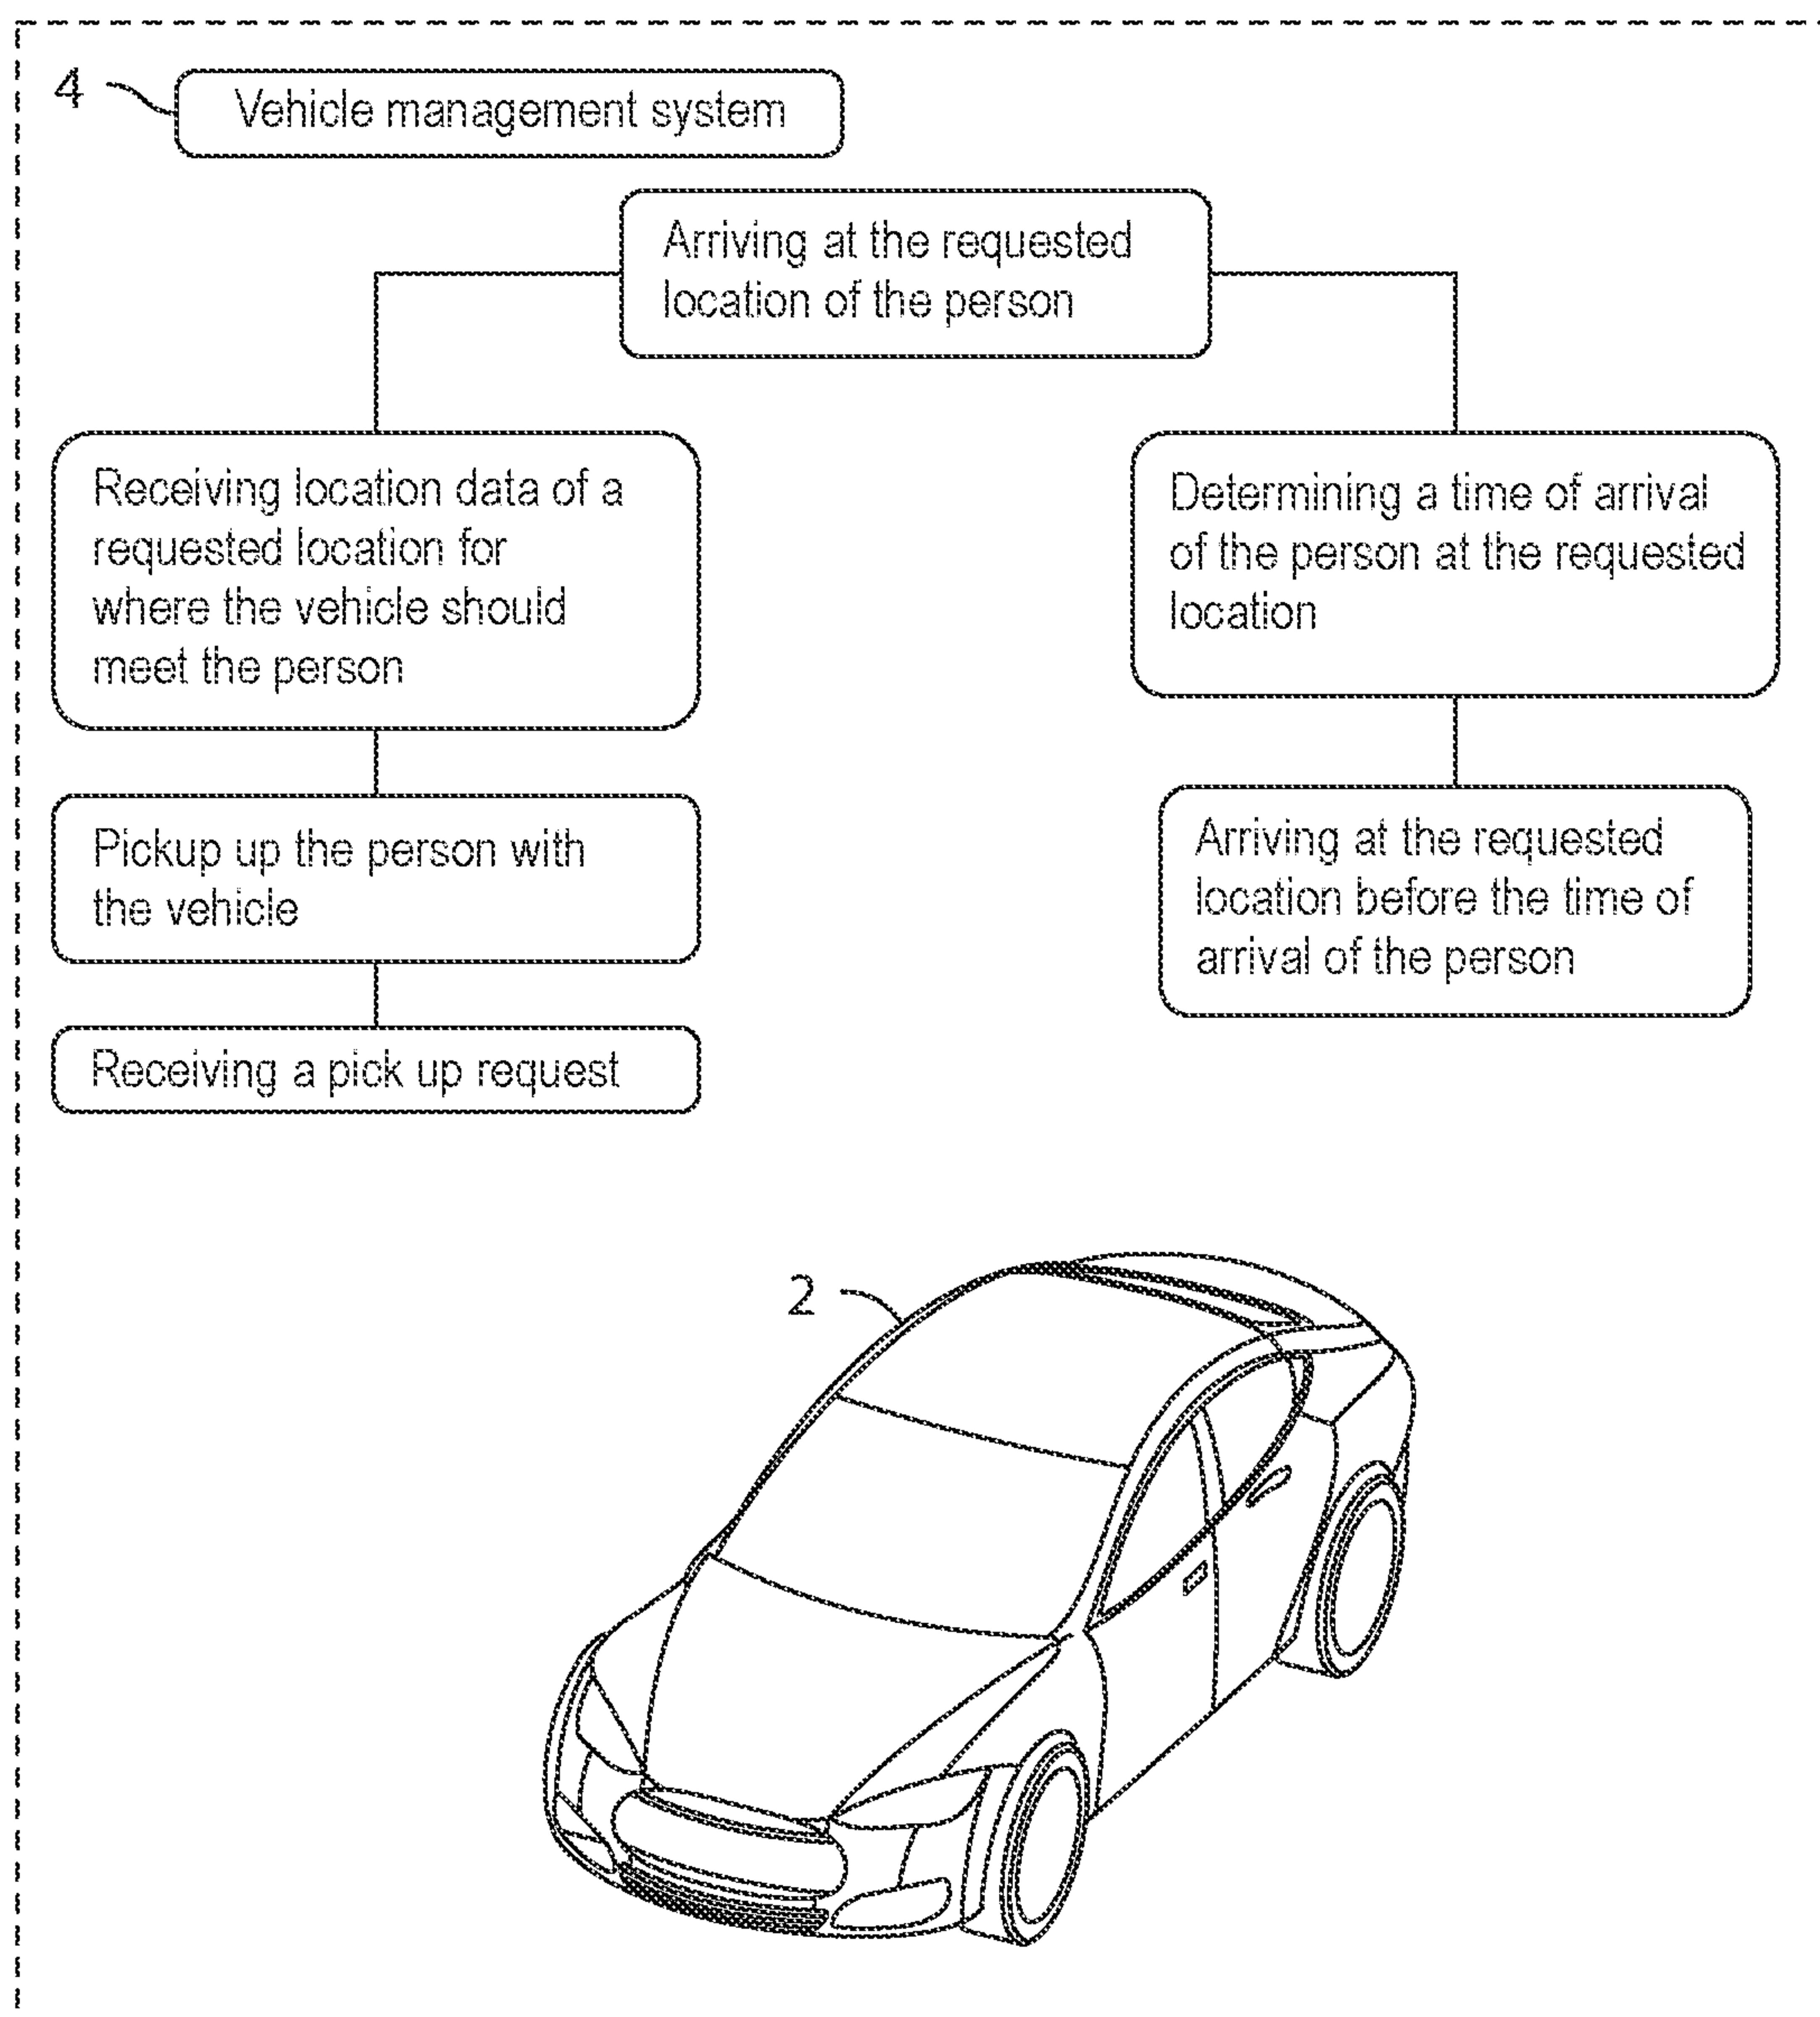 4
Vehicle management system
Arriving at the requested
location of the person
Receiving location data of a
requested location for
where the vehicle should
meet the person
Determining a time of arrival
of the person at the requested
location
Pickup up the person with
the vehicle
Arriving at the requested
location before the time of
arrival of the person
Receiving a pick up request
2